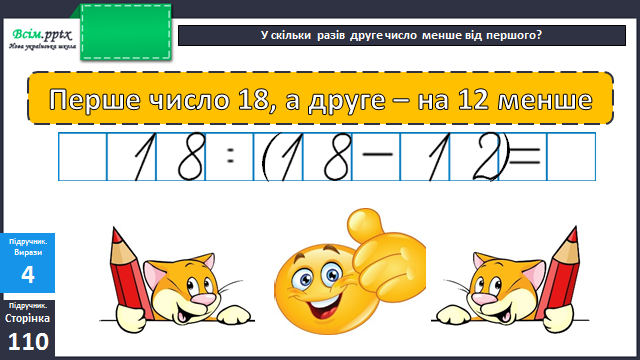 Всім.pptx
Нова українська школа
У скільки разів друге число менше від першого?
Перше число 18, а друге – на 12 менше
18 : (18 – 12) =
Підручник.
Вирази
4
Підручник.
Сторінка
110